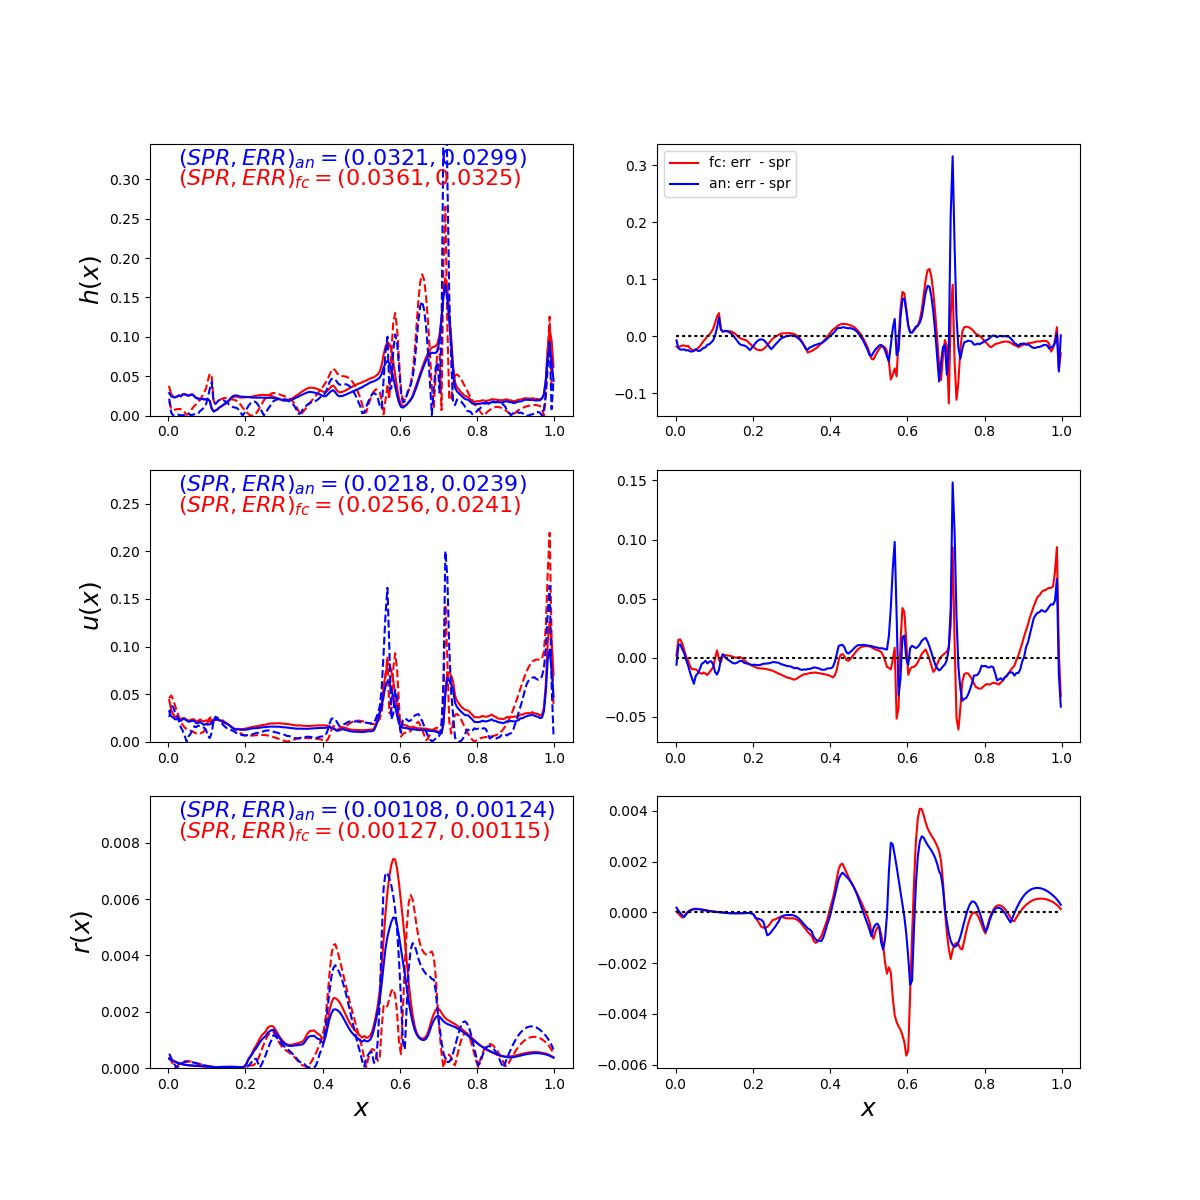 (SPR, ERR)an = (0.0321, 0.0299)
(SPR, ERR)fc = (0.0361, 0.0325)
h(x)
0.30
0.25
0.20
0.15
0.10
0.05
0.00
0.0 0.2 0.4 0.6 0.8 1.0
fc: err - spr
an: err - spr
0.3
0.2
0.1
0.0
−0.1
0.0 0.2 0.4 0.6 0.8 1.0
(SPR, ERR)an = (0.0218, 0.0239)
(SPR, ERR)fc = (0.0256, 0.0241)
u(x)
0.25
0.20
0.15
0.10
0.05
0.00
0.0 0.2 0.4 0.6 0.8 1.0
0.15
0.10
0.05
0.00
−0.05
0.0 0.2 0.4 0.6 0.8 1.0
(SPR, ERR)an = (0.00108, 0.00124)
(SPR, ERR)fc = (0.00127, 0.00115)
r(x)
0.008
0.006
0.004
0.002
0.000
0.0 0.2 0.4 0.6 0.8 1.0
x
0.004
0.002
0.000
−0.002
−0.004
−0.006
0.0 0.2 0.4 0.6 0.8 1.0
x